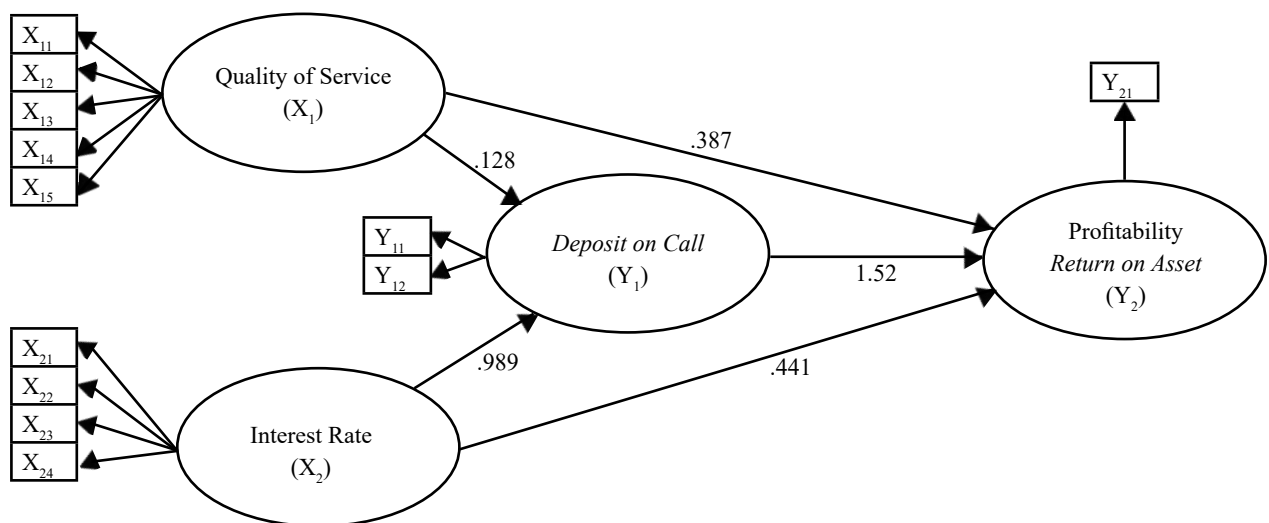 X₁₁
X₁₂
X₁₃
X₁₄
X₁₅
Quality of Service
(X₁)
.387
.128
Y₂₁
Y₁₁
Y₁₂
Deposit on Call
(Y₁)
1.52
Profitability
Return on Asset
(Y₂)
.989
.441
X₂₁
X₂₂
X₂₃
X₂₄
Interest Rate
(X₂)